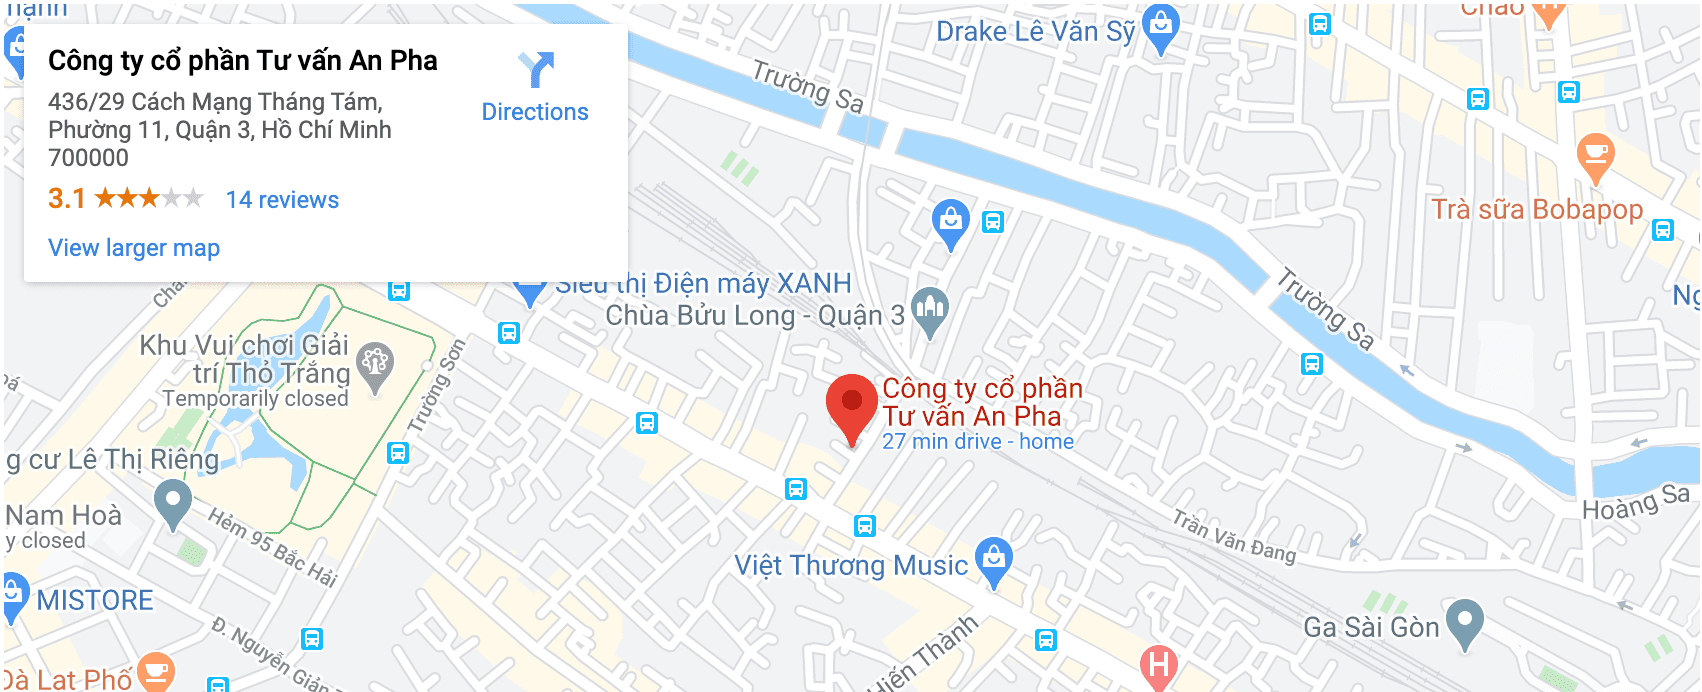 Công ty cổ phần Tư vấn An Pha
436/29 Cách Mạng Tháng Tám,
Phường 11, Quận 3, Hồ Chí Minh
700000
3.1
14 reviews
Directions
View larger map
Drake Lê Văn Sỹ
Trường Sa
Trà sữa Bobapop
Siêu thị Điện máy XANH
Chùa Bửu Long - Quận 3
Trường Sa
Khu Vui chơi Giải
trí Thỏ Trắng
Temporarily closed
Trường Sơn
Công ty cổ phần
Tư vấn An Pha
27 min drive - home
g cư Lê Thị Riêng
Nam Hoà
y closed
Hẻm 95 Bắc Hải
Hoàng Sa
Trần Văn Đang
Việt Thương Music
MISTORE
Đ. Nguyễn Giản
Hiến Thành
Ga Sài Gòn
Đà Lạt Phố
H